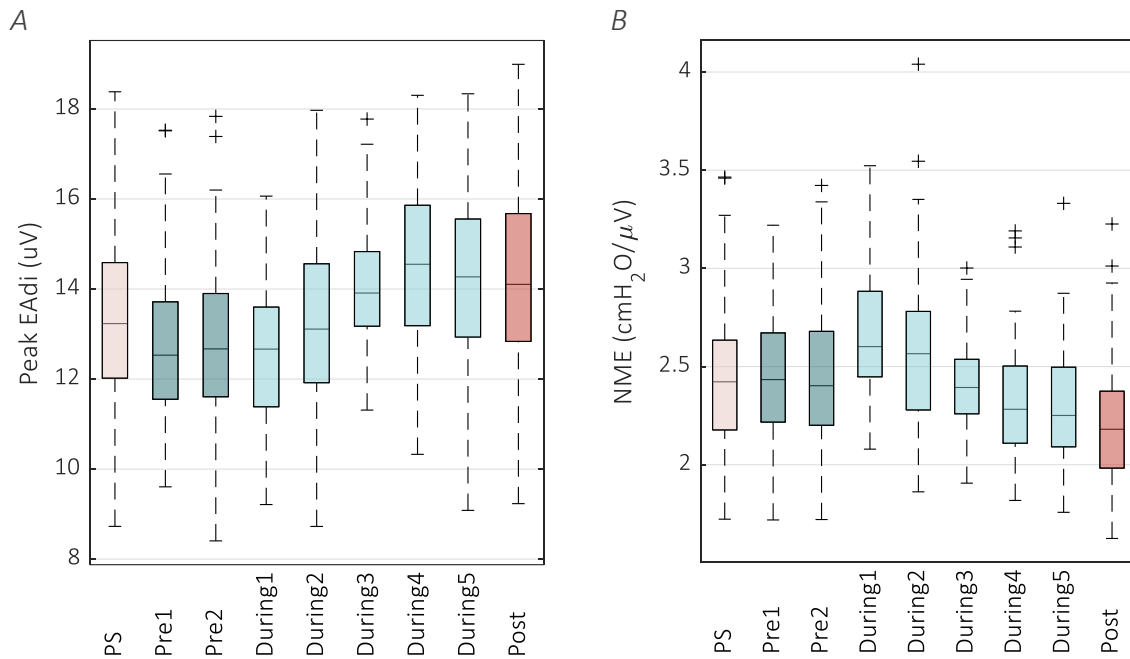 A
B
Peak EAdi (uV)
18
16
14
12
10
8
PS
Pre1
Pre2
During1
During2
During3
During4
During5
Post
NME (cmH2O/μV)
4
3.5
3
2.5
2
PS
Pre1
Pre2
During1
During2
During3
During4
During5
Post